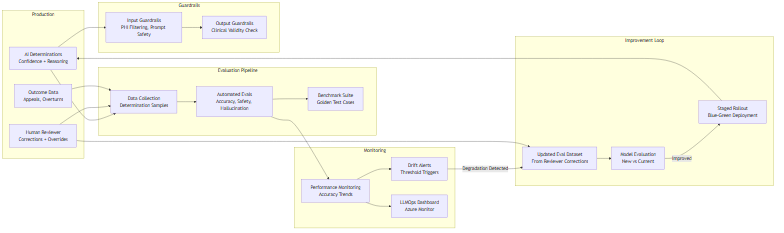 Production
AI Determinations
Confidence + Reasoning
Outcome Data
Appeals, Overturns
Human Reviewer
Corrections + Overrides
Guardrails
Input Guardrails
PHI Filtering, Prompt
Safety
Output Guardrails
Clinical Validity Check
Evaluation Pipeline
Data Collection
Determination Samples
Automated Evals
Accuracy, Safety,
Hallucination
Benchmark Suite
Golden Test Cases
Monitoring
Performance Monitoring
Accuracy Trends
Drift Alerts
Threshold Triggers
LLMOps Dashboard
Azure Monitor
Degradation Detected
Improvement Loop
Updated Eval Dataset
From Reviewer Corrections
Model Evaluation
New vs Current
Improved
Staged Rollout
Blue-Green Deployment